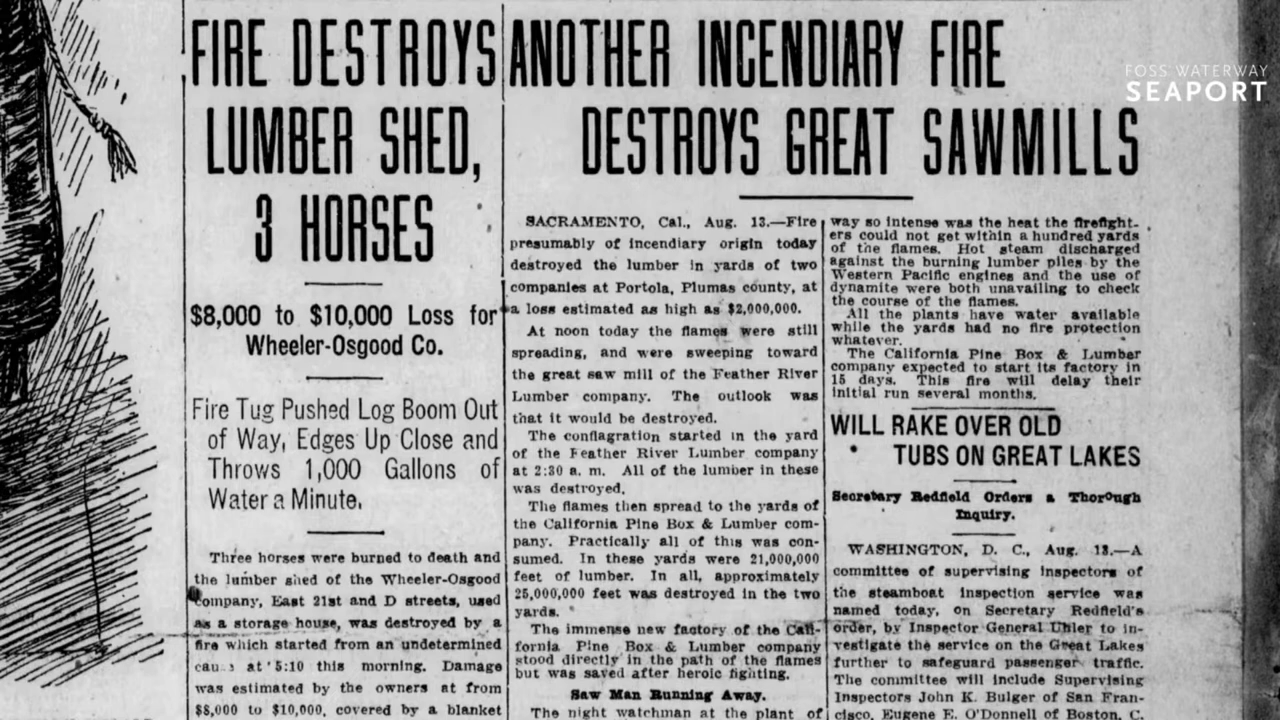 FIRE DESTROYS
LUMBER SHED,
3 HORSES
$8,000 to $10,000 Loss for
Wheeler-Osgood Co.
Fire Tug Pushed Log Boom Out
of Way, Edges Up Close and
Throws 1,000 Gallons of
Water a Minute.
Three horses were burned to death and
the lumber shed of the Wheeler-Osgood
company, East 21st and D streets, used
as a storage house, was destroyed by a
fire which started from an undetermined
at 5:10 this morning. Damage
was estimated by the owners at from
$8,000 to $10,000, covered by a blanket
ANOTHER INCENDIARY FIRE
DESTROYS GREAT SAWMILLS
SACRAMENTO, Cal., Aug. 13.—Fire
presumably of incendiary origin today
destroyed the lumber in yards of two
companies at Portola, Plumas county, at
a loss estimated as high as $2,000,000.
At noon today the flames were still
spreading, and were sweeping toward
the great saw mill of the Feather River
Lumber company. The outlook was
that it would be destroyed.
The conflagration started in the yard
of the Feather River Lumber company
at 2:30 a. m. All of the lumber in these
was destroyed.
The flames then spread to the yards of
the California Pine Box & Lumber com-
pany. Practically all of this was con-
sumed. In these yards were 21,000,000
feet of lumber. In all, approximately
25,000,000 feet was destroyed in the two
yards.
The immense new factory of the Cali-
fornia Pine Box & Lumber company
stood directly in the path of the flames
but was saved after heroic fighting.
Saw Man Running Away.
The night watchman at the plant of
way so intense was the heat the firefight-
ers could not get within a hundred yards
of the flames. Hot steam discharged
against the burning lumber piles by the
Western Pacific engines and the use of
dynamite were both unavailing to check
the course of the flames.
All the plants have water available
while the yards had no fire protection
whatever.
The California Pine Box & Lumber
company expected to start its factory in
15 days. This fire will delay their
initial run several months.
WILL RAKE OVER OLD
TUBS ON GREAT LAKES
Secretary Redfield Orders a Thorough
Inquiry.
WASHINGTON, D. C., Aug. 13.—A
committee of supervising inspectors of
the steamboat inspection service was
named today, on Secretary Redfield's
order, by Inspector General Uhler to in-
vestigate the service on the Great Lakes
further to safeguard passenger traffic.
The committee will include Supervising
Inspectors John K. Bulger of San Fran-
cisco, Eugene E. O'Donnell of Boston, C.
FOSS WATERWAY
SEAPORT